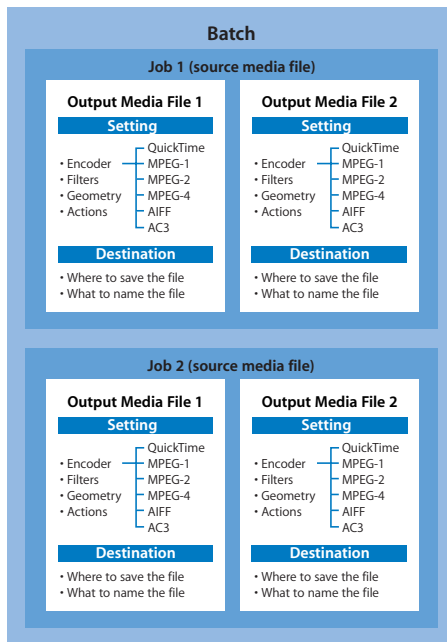 Batch
Job 1 (source media file)
Output Media File 1
Setting
• Encoder
• Filters
• Geometry
• Actions
QuickTime
MPEG-1
MPEG-2
MPEG-4
AIFF
AC3
Destination
• Where to save the file
• What to name the file
Output Media File 2
Setting
• Encoder
• Filters
• Geometry
• Actions
QuickTime
MPEG-1
MPEG-2
MPEG-4
AIFF
AC3
Destination
• Where to save the file
• What to name the file
Job 2 (source media file)
Output Media File 1
Setting
• Encoder
• Filters
• Geometry
• Actions
QuickTime
MPEG-1
MPEG-2
MPEG-4
AIFF
AC3
Destination
• Where to save the file
• What to name the file
Output Media File 2
Setting
• Encoder
• Filters
• Geometry
• Actions
QuickTime
MPEG-1
MPEG-2
MPEG-4
AIFF
AC3
Destination
• Where to save the file
• What to name the file